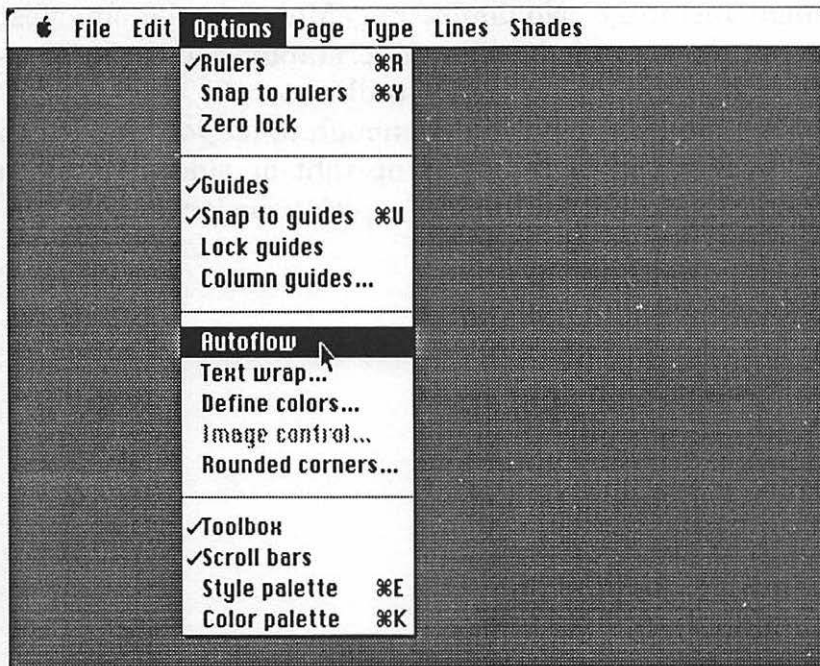 File Edit Options Page Type Lines Shades
✓Rulers ⌘R
Snap to rulers ⌘Y
Zero lock
✓Guides
✓Snap to guides ⌘U
Lock guides
Column guides...
Autoflow
Text wrap...
Define colors...
Image control...
Rounded corners...
✓Toolbox
✓Scroll bars
Style palette ⌘E
Color palette ⌘K